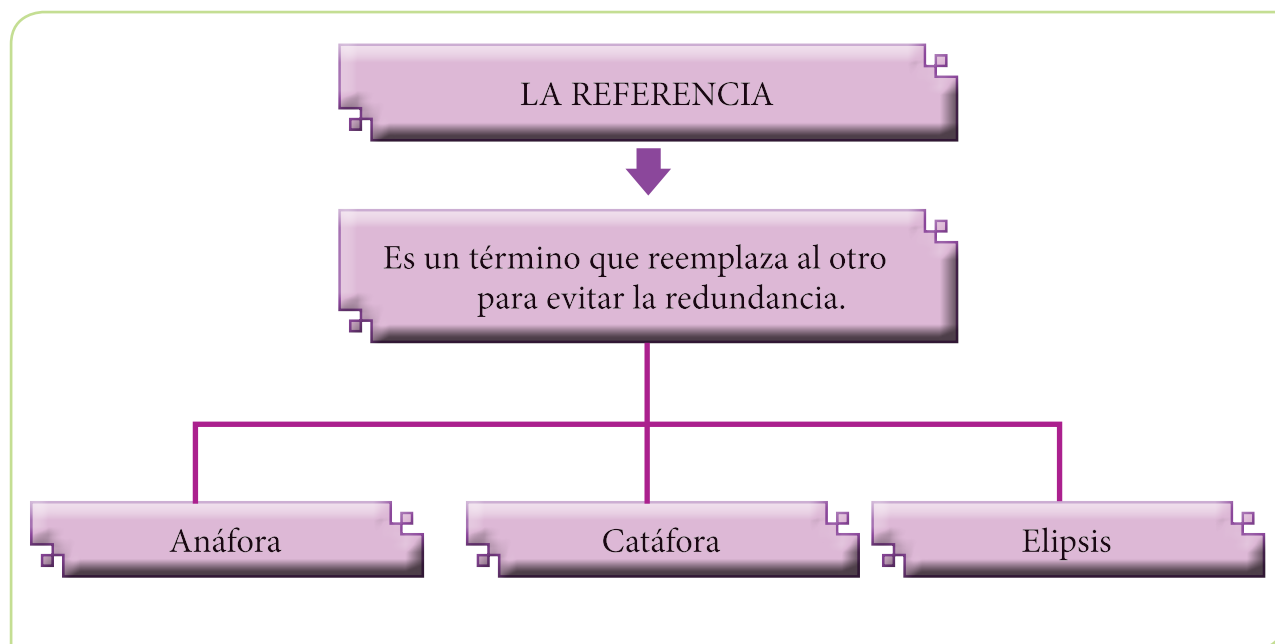 LA REFERENCIA
Es un término que reemplaza al otro
para evitar la redundancia.
Anáfora
Catáfora
Elipsis